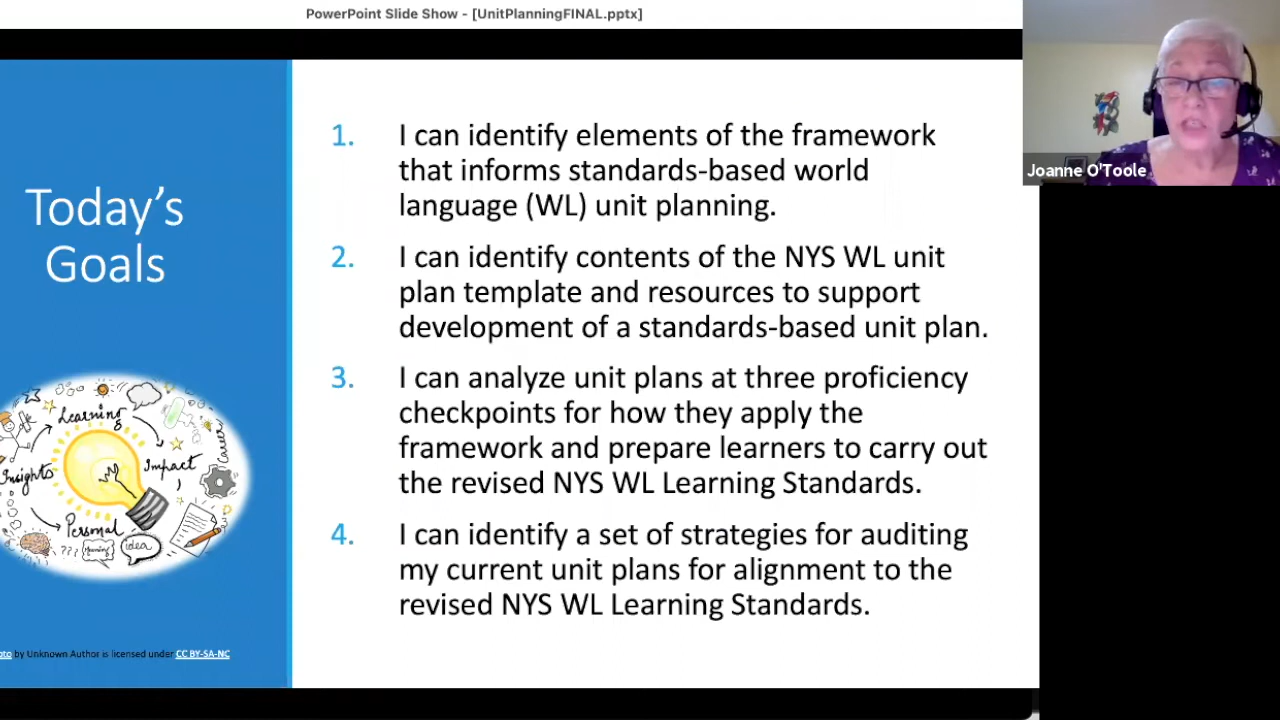 PowerPoint Slide Show - [UnitPlanningFINAL.pptx]
Joanne O'Toole
Today's
Goals
1. I can identify elements of the framework
that informs standards-based world
language (WL) unit planning.
2. I can identify contents of the NYS WL unit
plan template and resources to support
development of a standards-based unit plan.
3. I can analyze unit plans at three proficiency
checkpoints for how they apply the
framework and prepare learners to carry out
the revised NYS WL Learning Standards.
4. I can identify a set of strategies for auditing
my current unit plans for alignment to the
revised NYS WL Learning Standards.
Learning
Career
Insights
Impact
Personal
???
idea
by Unknown Author is licensed under CC BY-SA-NC